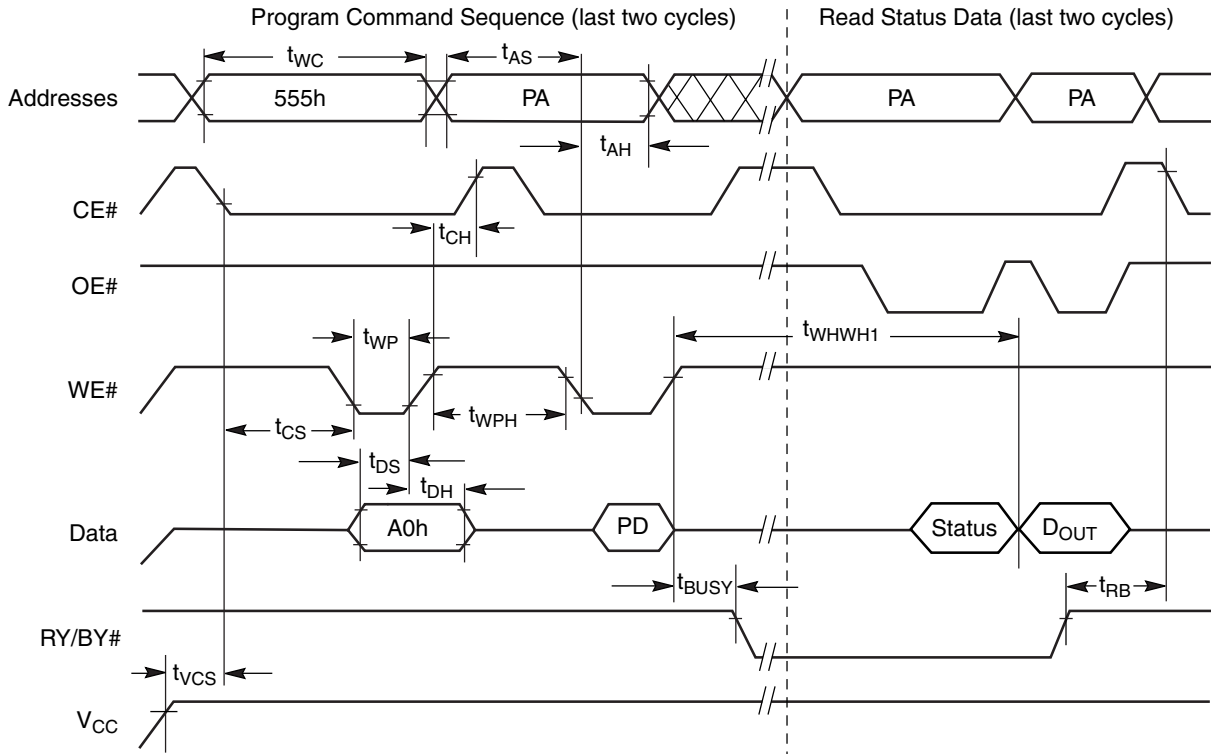 Program Command Sequence (last two cycles)
Read Status Data (last two cycles)
tWC
tAS
Addresses
555h
PA
PA
PA
tAH
CE#
tCH
OE#
tWP
tWHWH1
WE#
tCS
tWPH
tDS
tDH
Data
A0h
PD
Status
DOUT
tBUSY
tRB
RY/BY#
tVCS
VCC